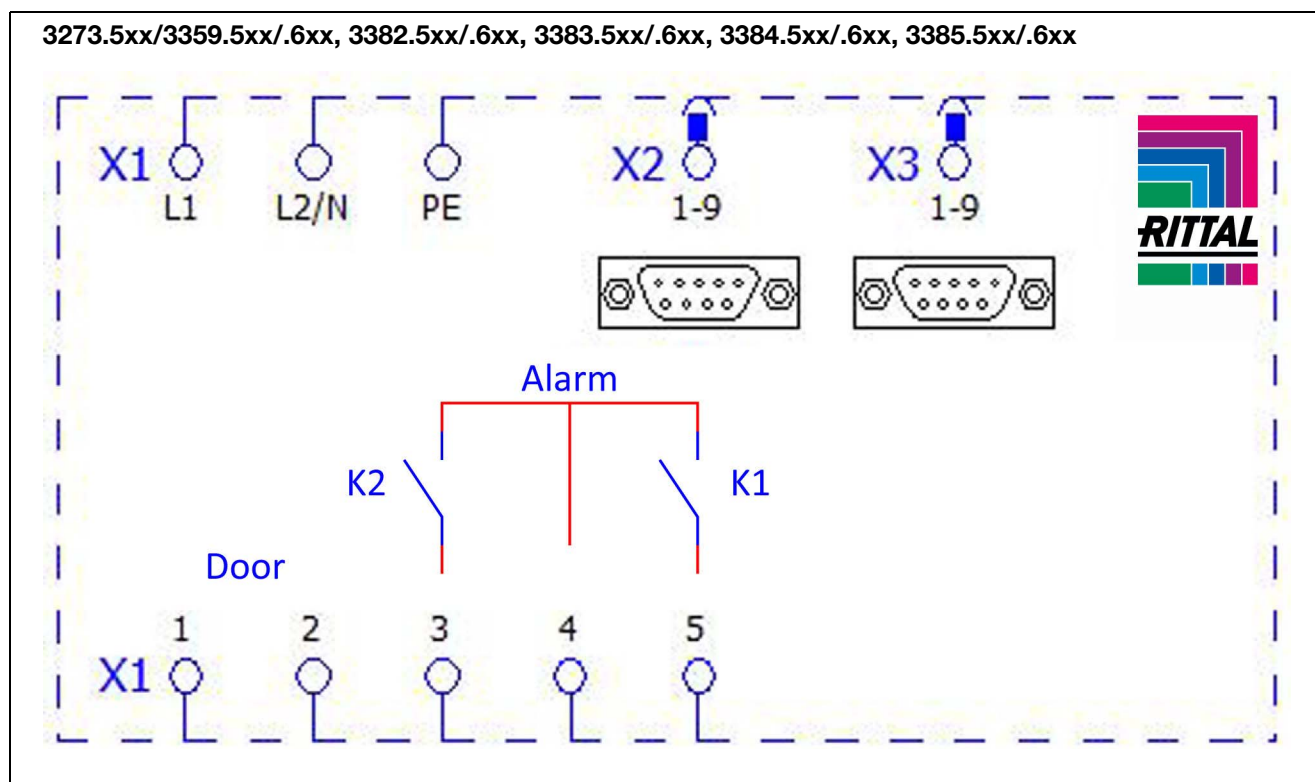 3273.5xx/3359.5xx/.6xx, 3382.5xx/.6xx, 3383.5xx/.6xx, 3384.5xx/.6xx, 3385.5xx/.6xx
X1 X2 X3
L1 L2/N PE 1-9 1-9
RITTAL
Alarm
K2 K1
Door
1 2 3 4 5
X1